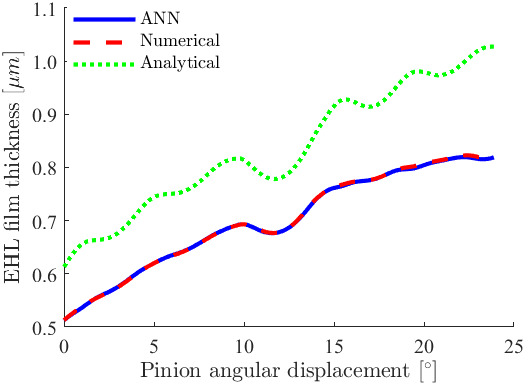 1.1
1.0
0.9
0.8
0.7
0.6
0.5
EHL film thickness [μm]
ANN
Numerical
Analytical
0 5 10 15 20 25
Pinion angular displacement [°]